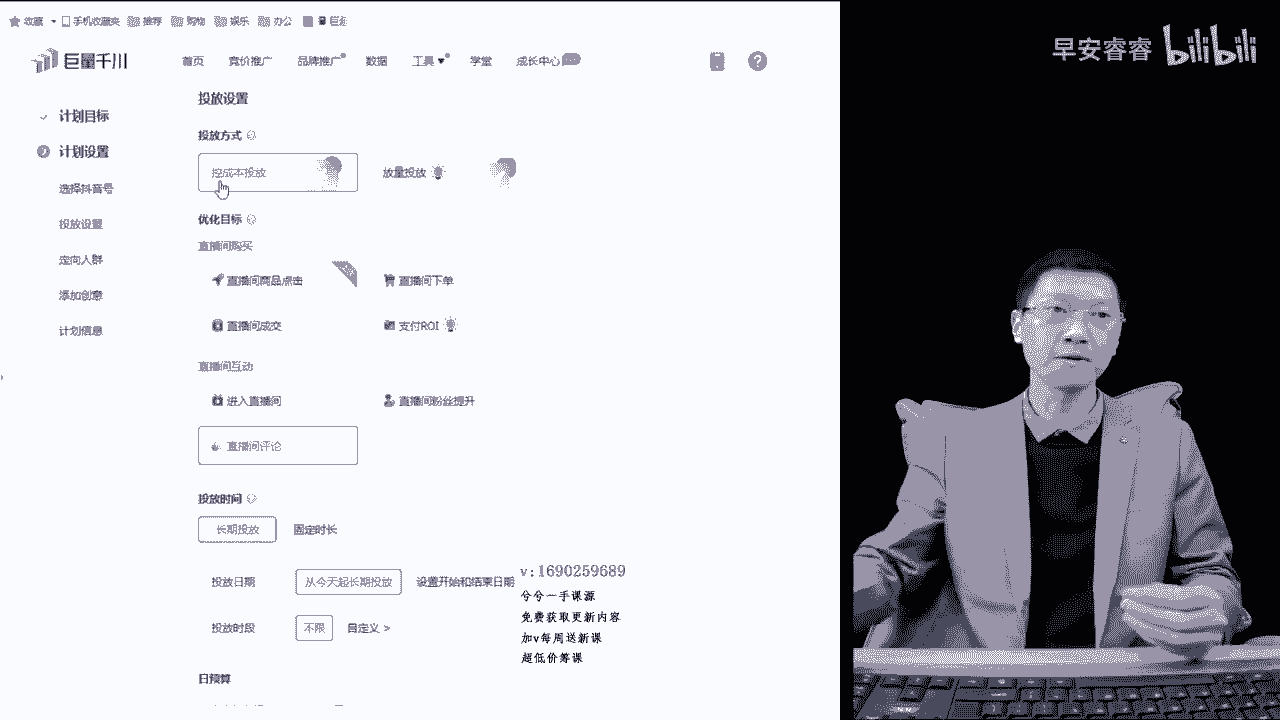 收藏 手机收藏夹 推荐 购物 娱乐 办公
早安睿睿 bilibili
巨量千川 首页 竞价推广 品牌推广 数据 工具 学堂 成长中心
投放设置
计划目标
投放方式
计划设置
控成本投放 放量投放
选择抖音号
投放设置
优化目标
直播间购买
定向人群
直播间商品点击 直播间下单
添加创意
直播间成交 支付ROI
计划信息
直播间互动
进入直播间 直播间粉丝提升
直播间评论
投放时间
长期投放 固定时长
投放日期 从今天起长期投放 设置开始和结束日期
投放时段 不限 自定义 >
日预算
v:1690259689
兮兮一手课源
免费获取更新内容
加v每周送新课
超低价筹课